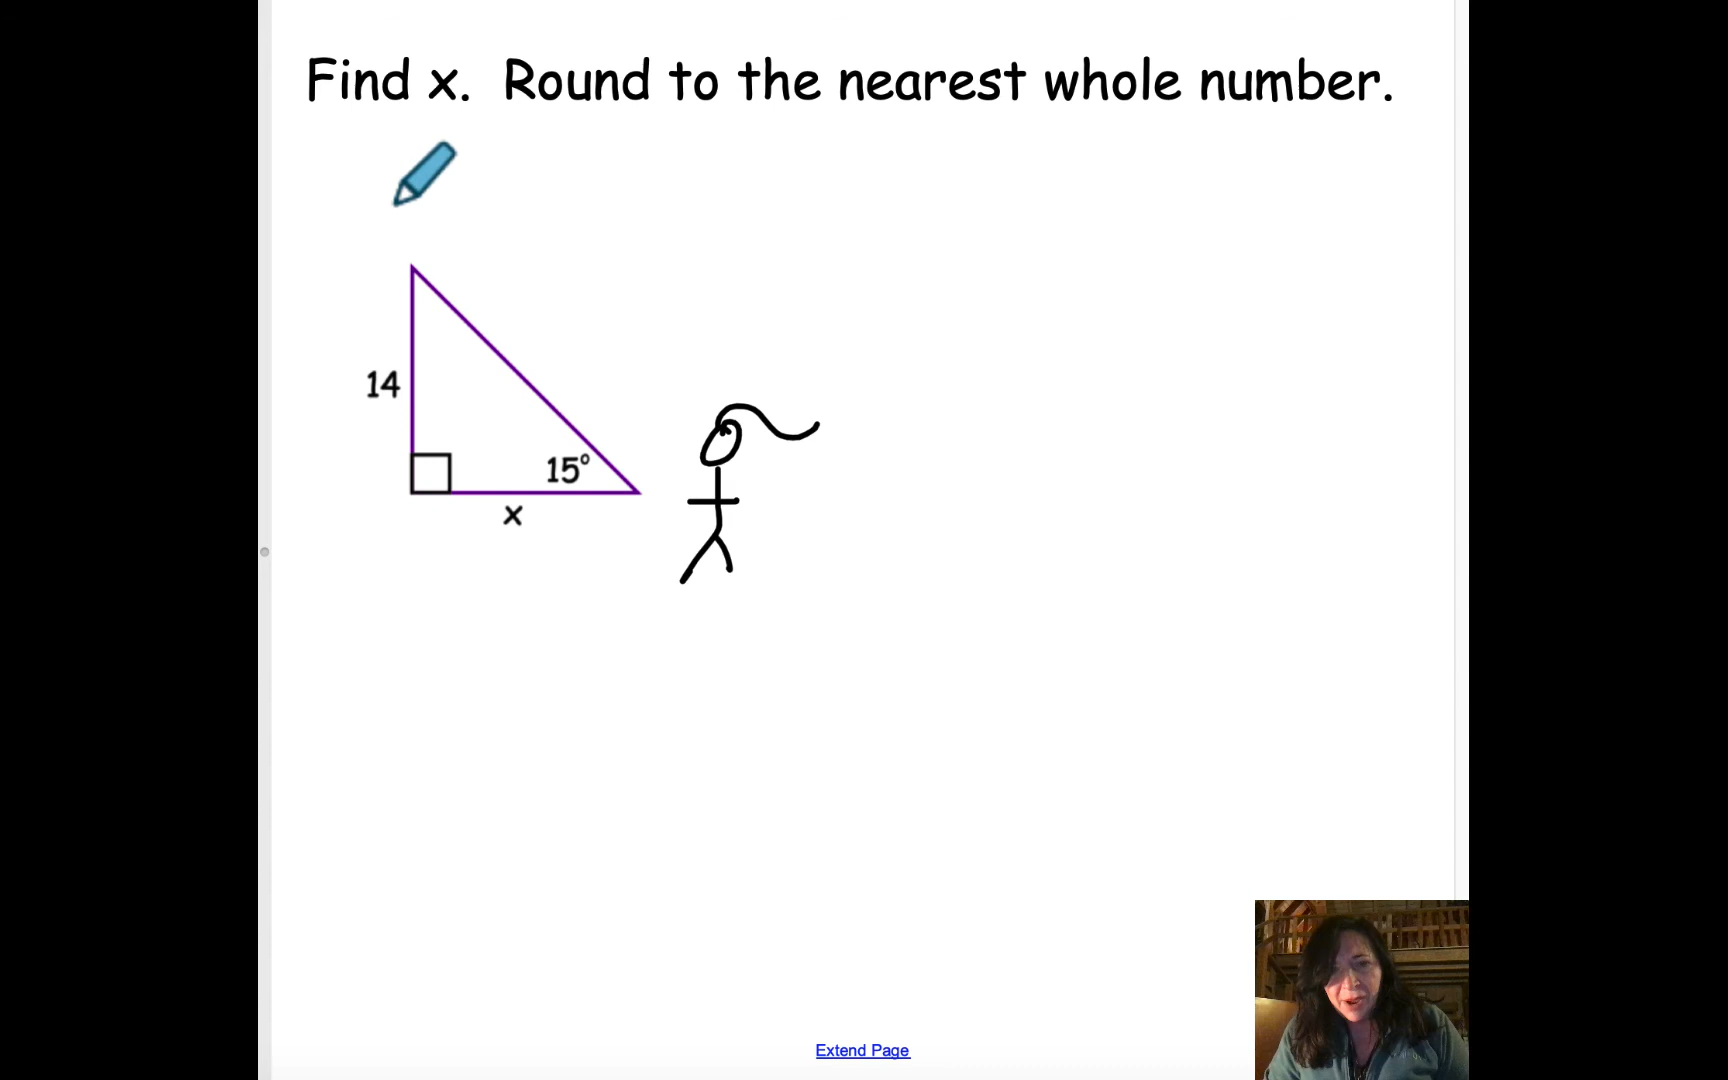 Find x.  Round to the nearest whole number.
14
15°
x
Extend Page